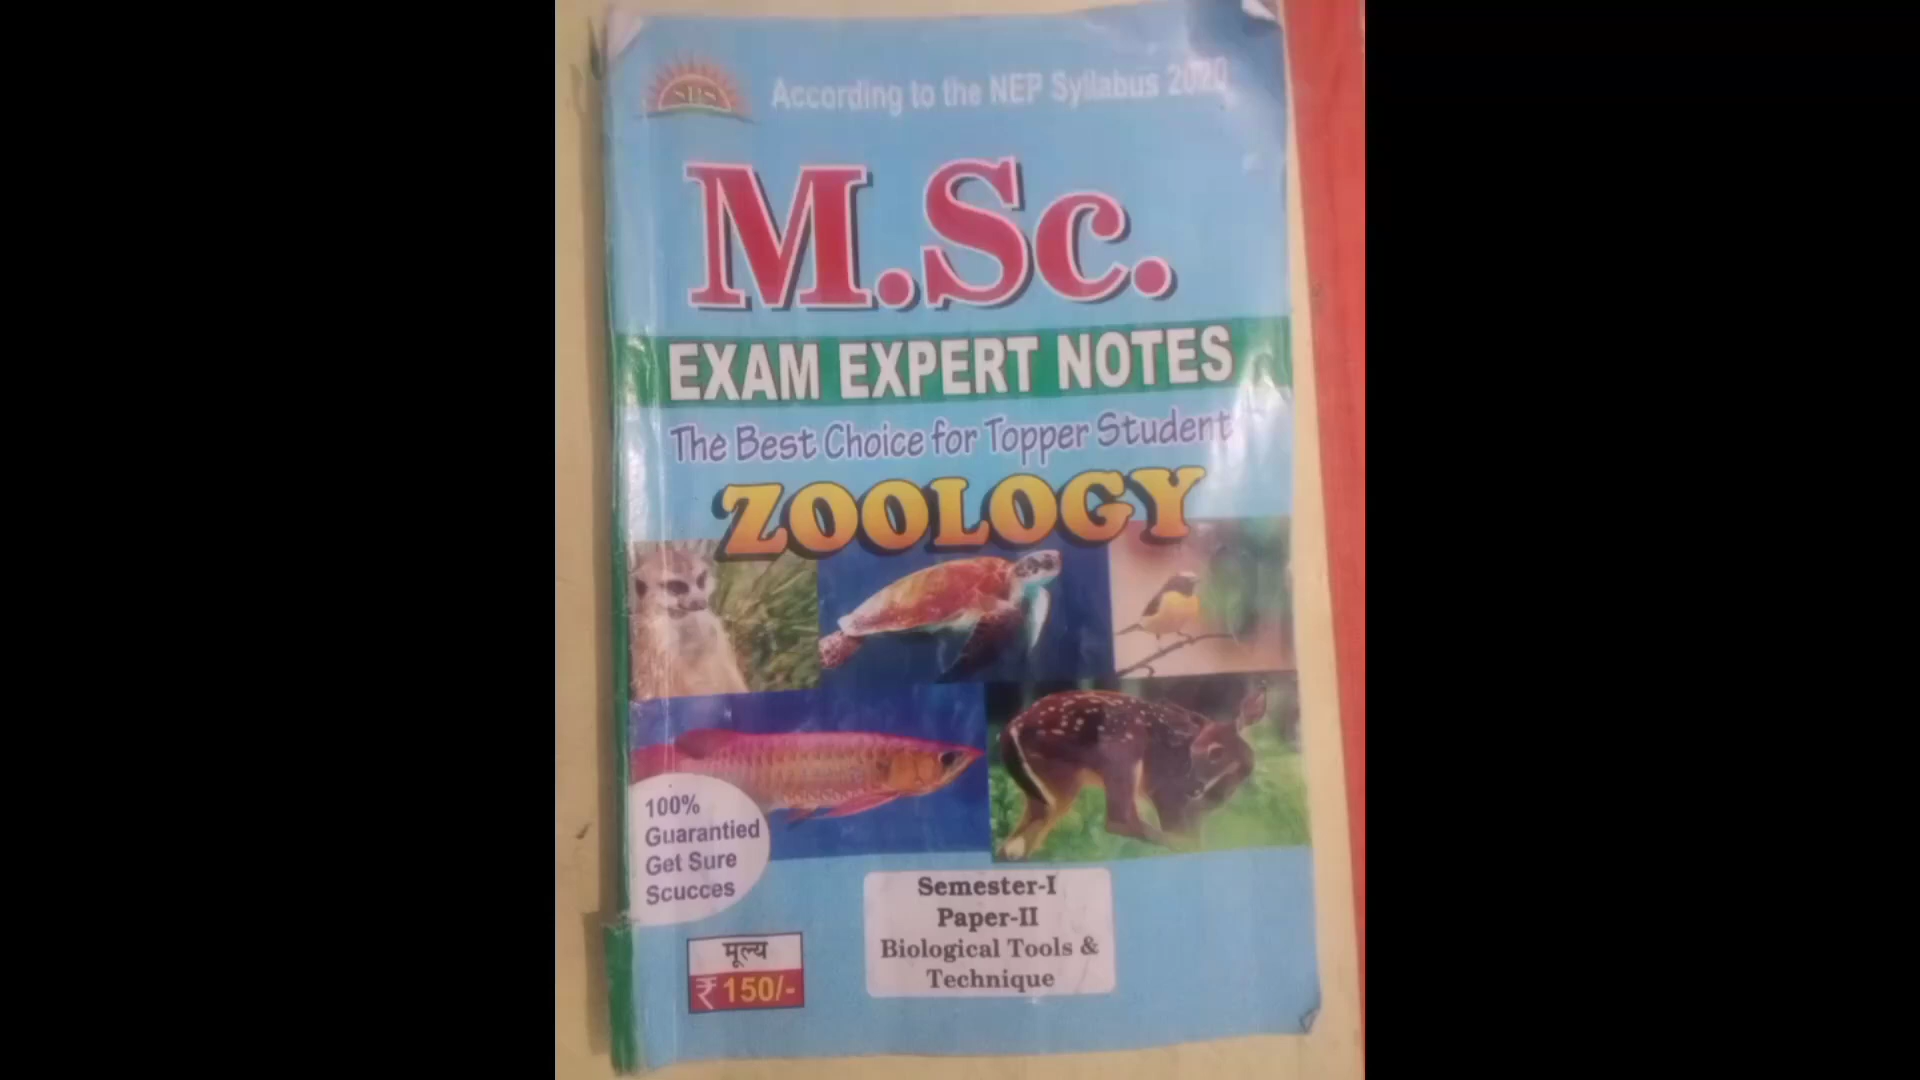 SBS
According to the NEP Syllabus 2020
M.Sc.
EXAM EXPERT NOTES
The Best Choice for Topper Student
ZOOLOGY
100%
Guarantied
Get Sure
Scucces
Semester-I
Paper-II
Biological Tools &
Technique
मूल्य
₹ 150/-